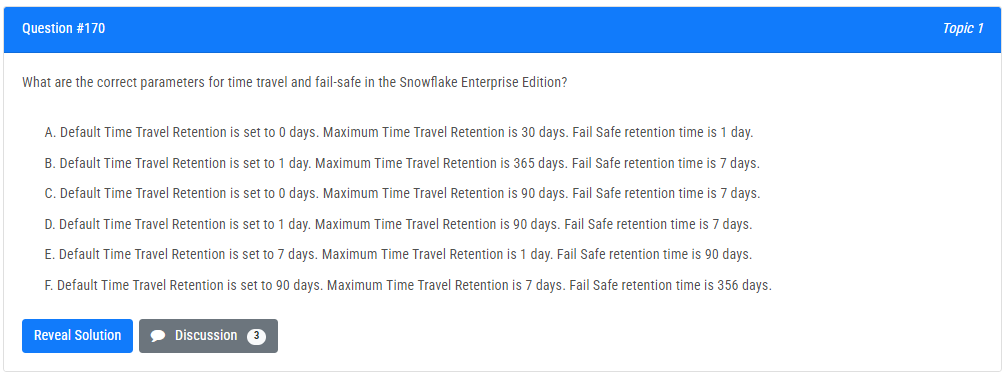 Question #170
Topic 1
What are the correct parameters for time travel and fail-safe in the Snowflake Enterprise Edition?
A. Default Time Travel Retention is set to 0 days. Maximum Time Travel Retention is 30 days. Fail Safe retention time is 1 day.
B. Default Time Travel Retention is set to 1 day. Maximum Time Travel Retention is 365 days. Fail Safe retention time is 7 days.
C. Default Time Travel Retention is set to 0 days. Maximum Time Travel Retention is 90 days. Fail Safe retention time is 7 days.
D. Default Time Travel Retention is set to 1 day. Maximum Time Travel Retention is 90 days. Fail Safe retention time is 7 days.
E. Default Time Travel Retention is set to 7 days. Maximum Time Travel Retention is 1 day. Fail Safe retention time is 90 days.
F. Default Time Travel Retention is set to 90 days. Maximum Time Travel Retention is 7 days. Fail Safe retention time is 356 days.
Reveal Solution
Discussion 3